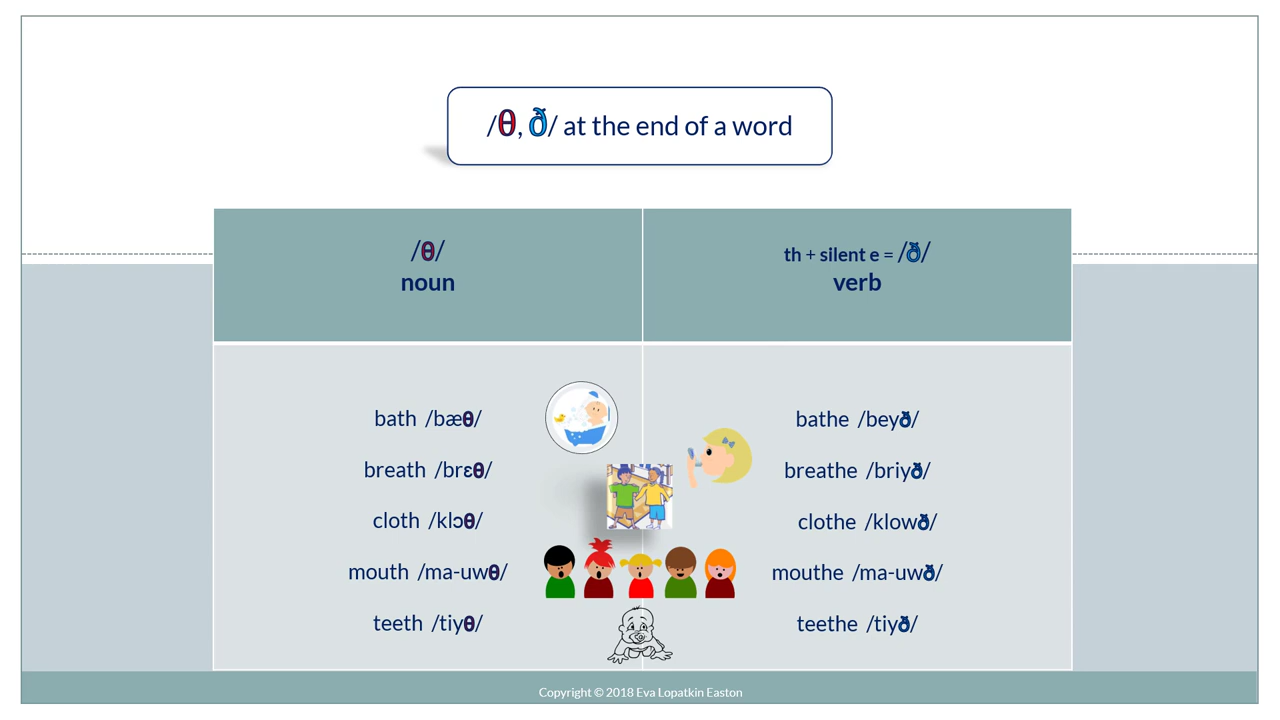 /θ, ð/ at the end of a word
/θ/
noun
th + silent e = /ð/
verb
bath /bæθ/
bathe /beyð/
breath /brɛθ/
breathe /briyð/
cloth /klɔθ/
clothe /klowð/
mouth /ma-uwθ/
mouthe /ma-uwð/
teeth /tiyθ/
teethe /tiyð/
Copyright © 2018 Eva Lopatkin Easton